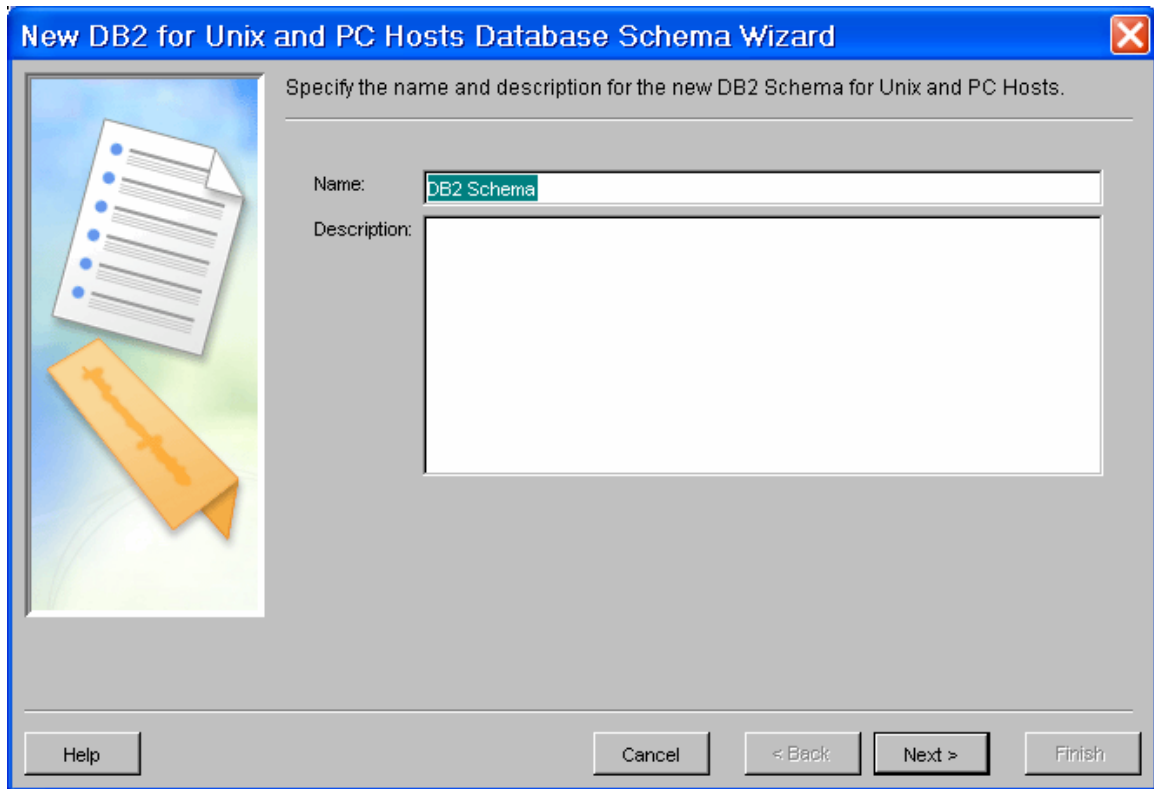 New DB2 for Unix and PC Hosts Database Schema Wizard
Specify the name and description for the new DB2 Schema for Unix and PC Hosts.
Name:
DB2 Schema
Description:
Help
Cancel
< Back
Next >
Finish